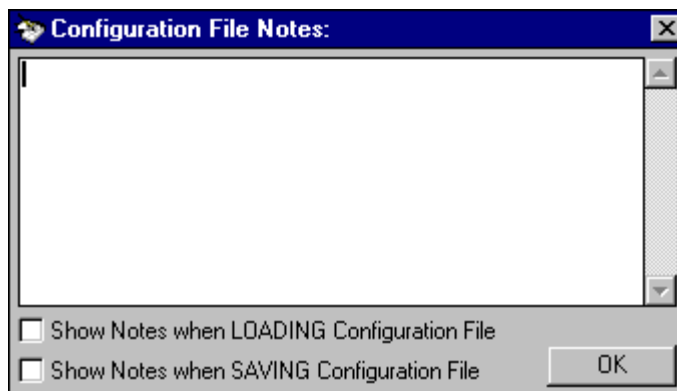 Configuration File Notes:
Show Notes when LOADING Configuration File
Show Notes when SAVING Configuration File
OK